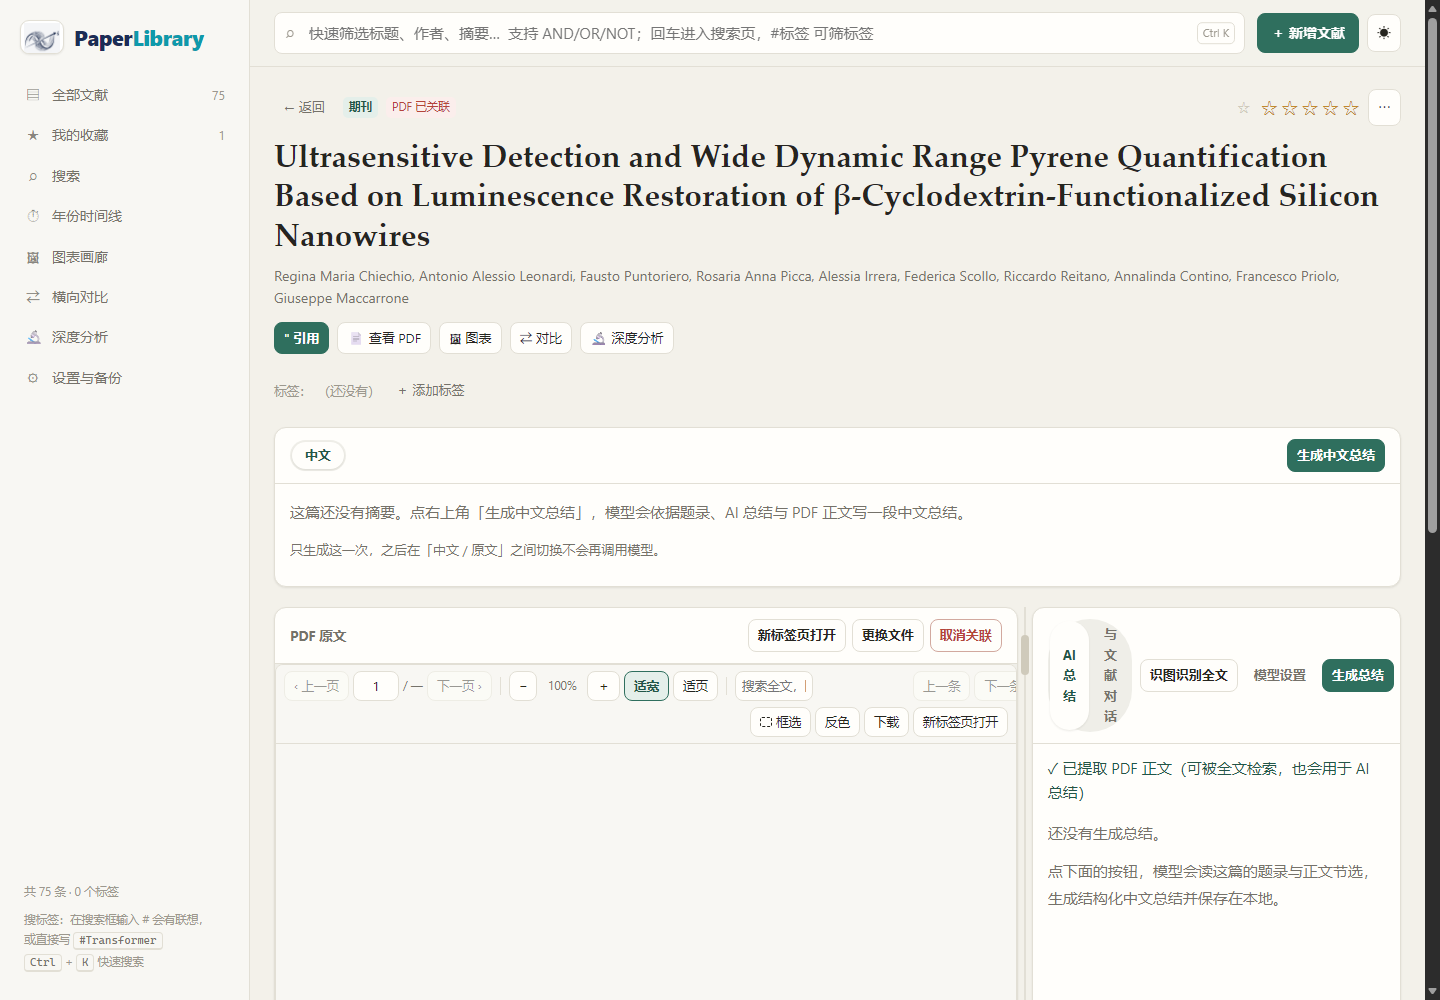 PaperLibrary
全部文献 75
我的收藏 1
搜索
年份时间线
图表画廊
横向对比
深度分析
设置与备份
共 75 条 · 0 个标签
搜标签：在搜索框输入 # 会有联想，
或直接写 #Transformer
Ctrl + K 快速搜索
快速筛选标题、作者、摘要… 支持 AND/OR/NOT；回车进入搜索页，#标签 可筛标签
Ctrl K
+ 新增文献
← 返回
期刊
PDF 已关联
Ultrasensitive Detection and Wide Dynamic Range Pyrene Quantification
Based on Luminescence Restoration of β-Cyclodextrin-Functionalized Silicon
Nanowires
Regina Maria Chiechio, Antonio Alessio Leonardi, Fausto Puntoriero, Rosaria Anna Picca, Alessia Irrera, Federica Scollo, Riccardo Reitano, Annalinda Contino, Francesco Priolo,
Giuseppe Maccarrone
" 引用
查看 PDF
图表
⇄ 对比
深度分析
标签： （还没有） + 添加标签
中文
生成中文总结
这篇还没有摘要。点右上角「生成中文总结」，模型会依据题录、AI 总结与 PDF 正文写一段中文总结。
只生成这一次，之后在「中文 / 原文」之间切换不会再调用模型。
PDF 原文
新标签页打开
更换文件
取消关联
‹ 上一页
1
/ —
下一页 ›
−
100%
+
适宽
适页
搜索全文，
上一条
下一条
框选
反色
下载
新标签页打开
AI
总
结
与
文
献
对
话
识图识别全文
模型设置
生成总结
✓ 已提取 PDF 正文（可被全文检索，也会用于 AI
总结）
还没有生成总结。
点下面的按钮，模型会读这篇的题录与正文节选，
生成结构化中文总结并保存在本地。